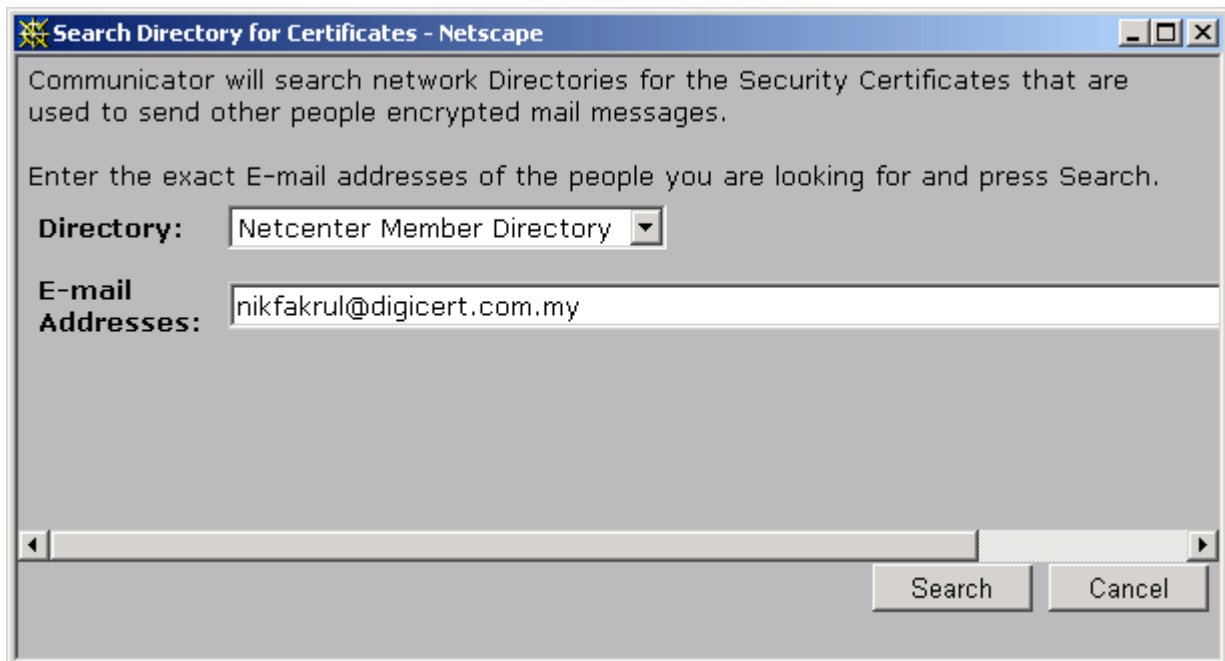 Search Directory for Certificates - Netscape
Communicator will search network Directories for the Security Certificates that are
used to send other people encrypted mail messages.
Enter the exact E-mail addresses of the people you are looking for and press Search.
Directory: Netcenter Member Directory
E-mail
Addresses: nikfakrul@digicert.com.my
Search Cancel